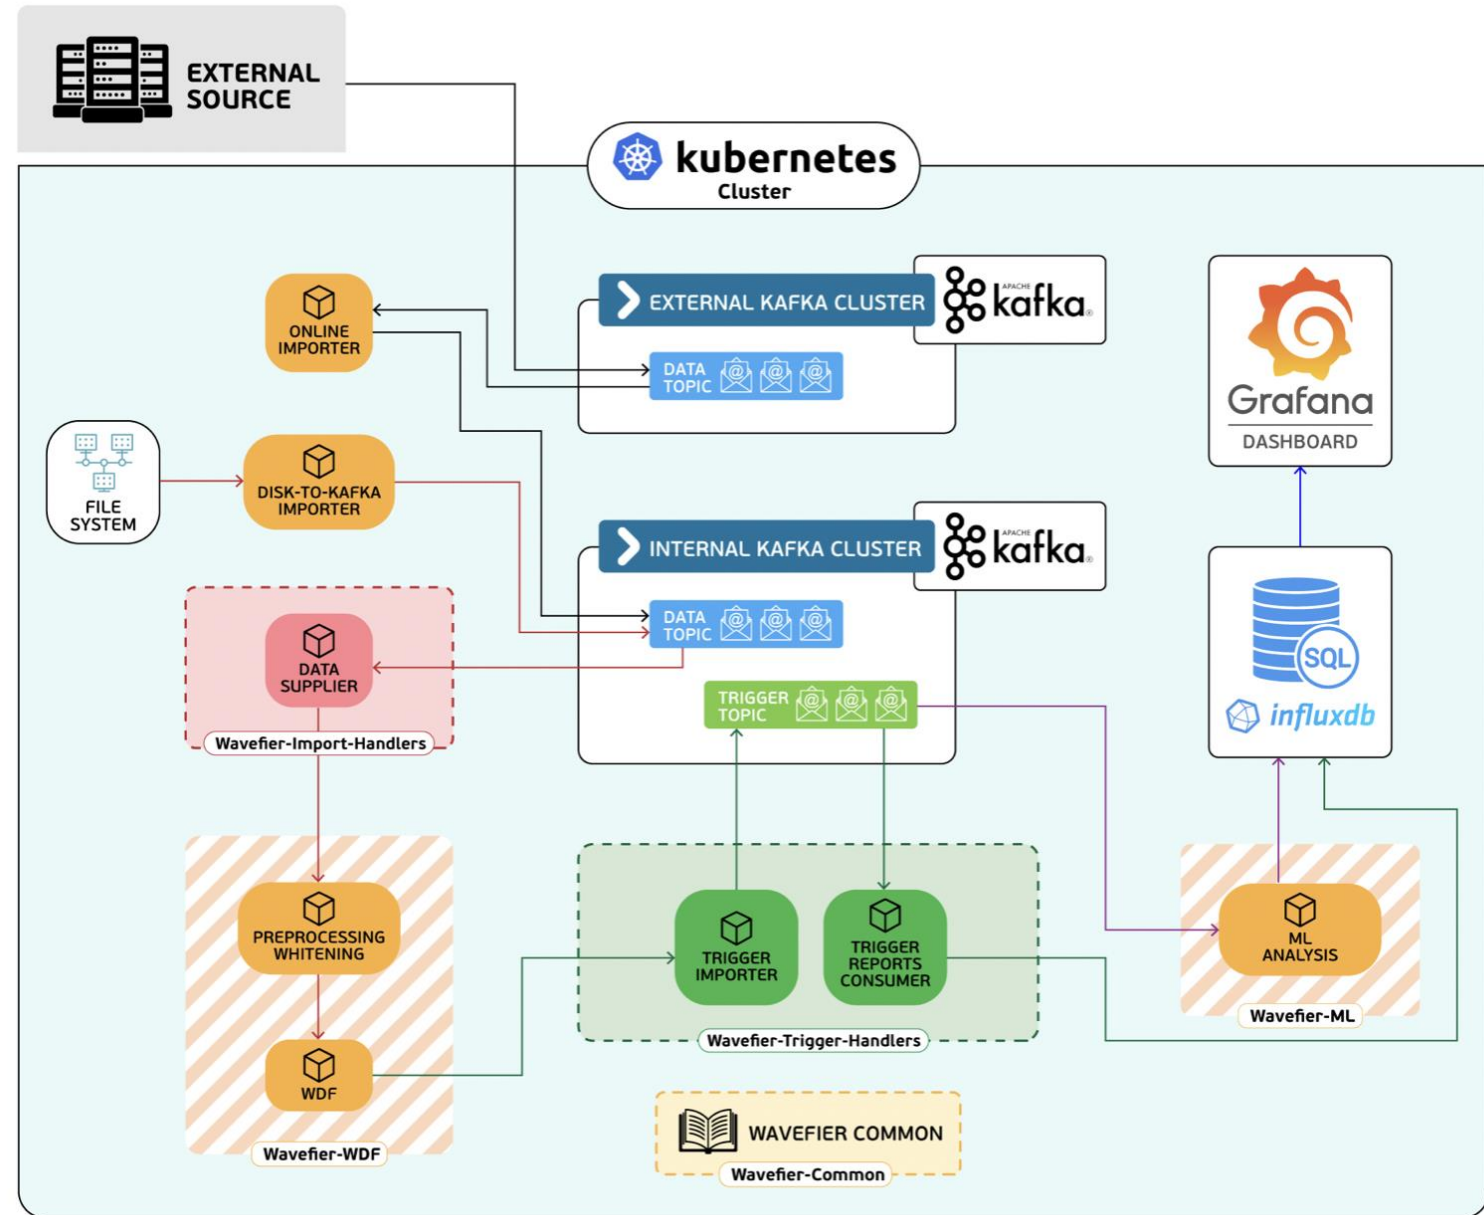 EXTERNAL
SOURCE
kubernetes
Cluster
ONLINE
IMPORTER
EXTERNAL KAFKA CLUSTER
APACHE
kafka®
DATA
TOPIC
@ @ @
Grafana
DASHBOARD
FILE
SYSTEM
DISK-TO-KAFKA
IMPORTER
INTERNAL KAFKA CLUSTER
APACHE
kafka®
DATA
TOPIC
@ @ @
TRIGGER
TOPIC
@ @ @
SQL
influxdb
DATA
SUPPLIER
Wavefier-Import-Handlers
PREPROCESSING
WHITENING
WDF
Wavefier-WDF
TRIGGER
IMPORTER
TRIGGER
REPORTS
CONSUMER
Wavefier-Trigger-Handlers
ML
ANALYSIS
Wavefier-ML
WAVEFIER COMMON
Wavefier-Common